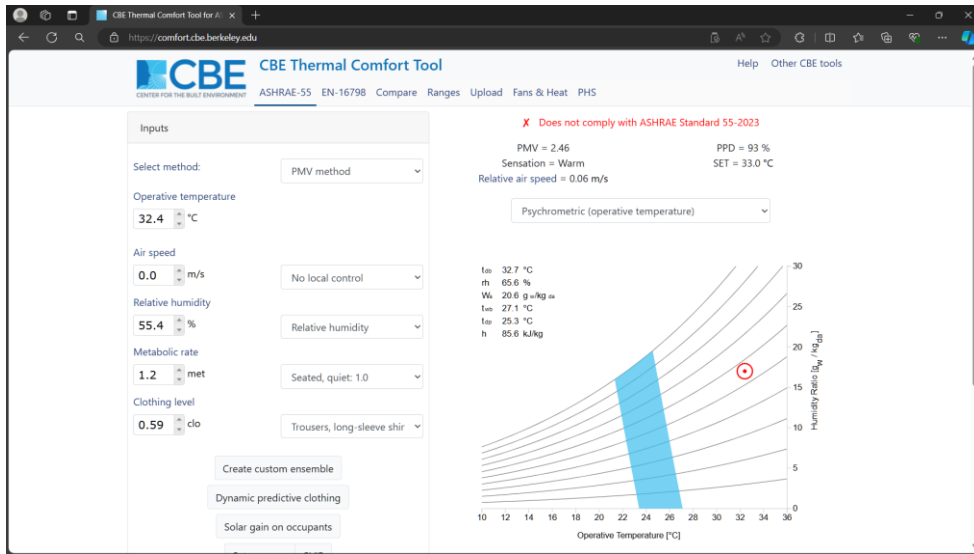 CBE Thermal Comfort Tool for AS
https://comfort.cbe.berkeley.edu
CBE
CENTER FOR THE BUILT ENVIRONMENT
CBE Thermal Comfort Tool
Help Other CBE tools
ASHRAE-55 EN-16798 Compare Ranges Upload Fans & Heat PHS
Inputs
Select method:
PMV method
Operative temperature
32.4 °C
Air speed
0.0 m/s
No local control
Relative humidity
55.4 %
Relative humidity
Metabolic rate
1.2 met
Seated, quiet: 1.0
Clothing level
0.59 clo
Trousers, long-sleeve shir
Create custom ensemble
Dynamic predictive clothing
Solar gain on occupants
✗ Does not comply with ASHRAE Standard 55-2023
PMV = 2.46
PPD = 93 %
Sensation = Warm
SET = 33.0 °C
Relative air speed = 0.06 m/s
Psychrometric (operative temperature)
t db 32.7 °C
rh 65.6 %
Wa 20.6 g w/kg da
t wb 27.1 °C
t dp 25.3 °C
h 85.6 kJ/kg
30
25
20
15
10
5
0
Humidity Ratio [gw / kgda]
10 12 14 16 18 20 22 24 26 28 30 32 34 36
Operative Temperature [°C]